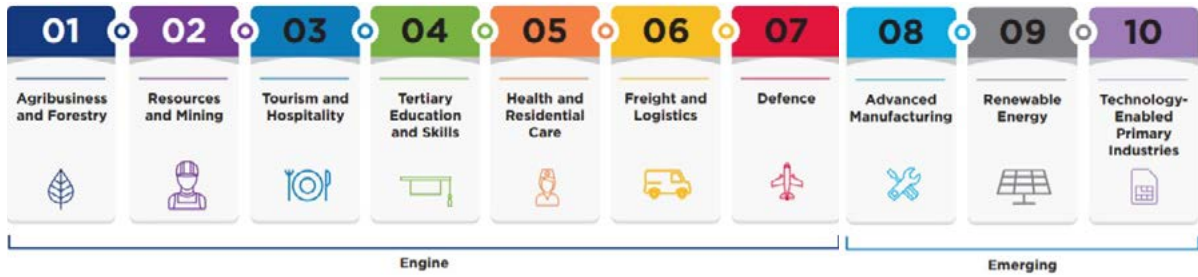 01
02
03
04
05
06
07
08
09
10
Agribusiness
and Forestry
Resources
and Mining
Tourism and
Hospitality
Tertiary
Education
and Skills
Health and
Residential
Care
Freight and
Logistics
Defence
Advanced
Manufacturing
Renewable
Energy
Technology-
Enabled
Primary
Industries
Engine
Emerging